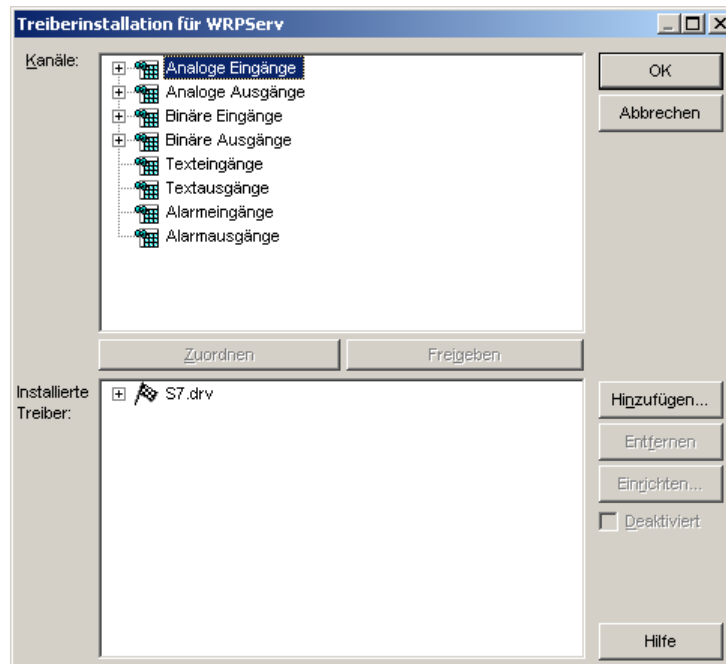 Treiberinstallation für WRPServ
Kanäle:
Analoge Eingänge
Analoge Ausgänge
Binäre Eingänge
Binäre Ausgänge
Texteingänge
Textausgänge
Alarmeingänge
Alarmausgänge
OK
Abbrechen
Zuordnen
Freigeben
Installierte
Treiber:
S7.drv
Hinzufügen...
Entfernen
Einrichten...
Deaktiviert
Hilfe